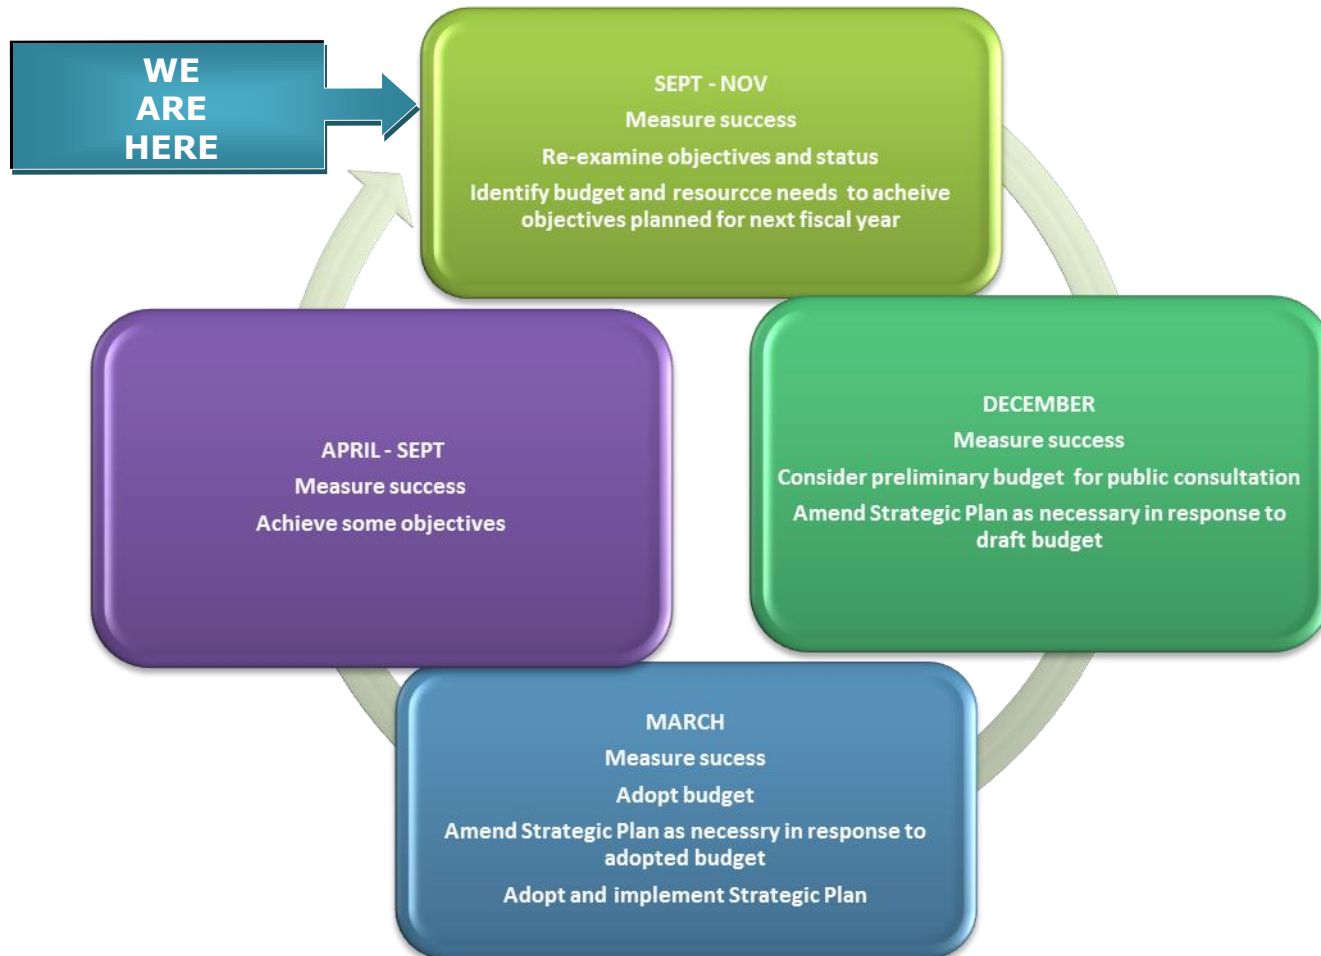 WE
ARE
HERE
SEPT - NOV
Measure success
Re-examine objectives and status
Identify budget and resourcce needs to acheive
objectives planned for next fiscal year
DECEMBER
Measure success
Consider preliminary budget for public consultation
Amend Strategic Plan as necessary in response to
draft budget
MARCH
Measure sucess
Adopt budget
Amend Strategic Plan as necessry in response to
adopted budget
Adopt and implement Strategic Plan
APRIL - SEPT
Measure success
Achieve some objectives